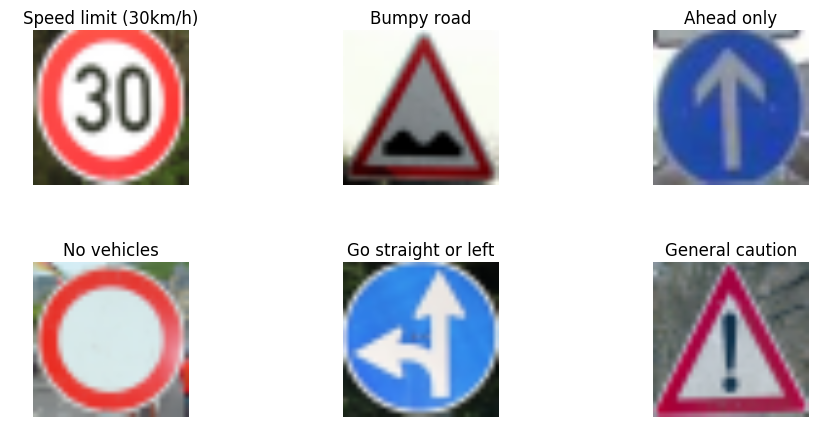 Speed limit (30km/h)
Bumpy road
Ahead only
30
No vehicles
Go straight or left
General caution
!